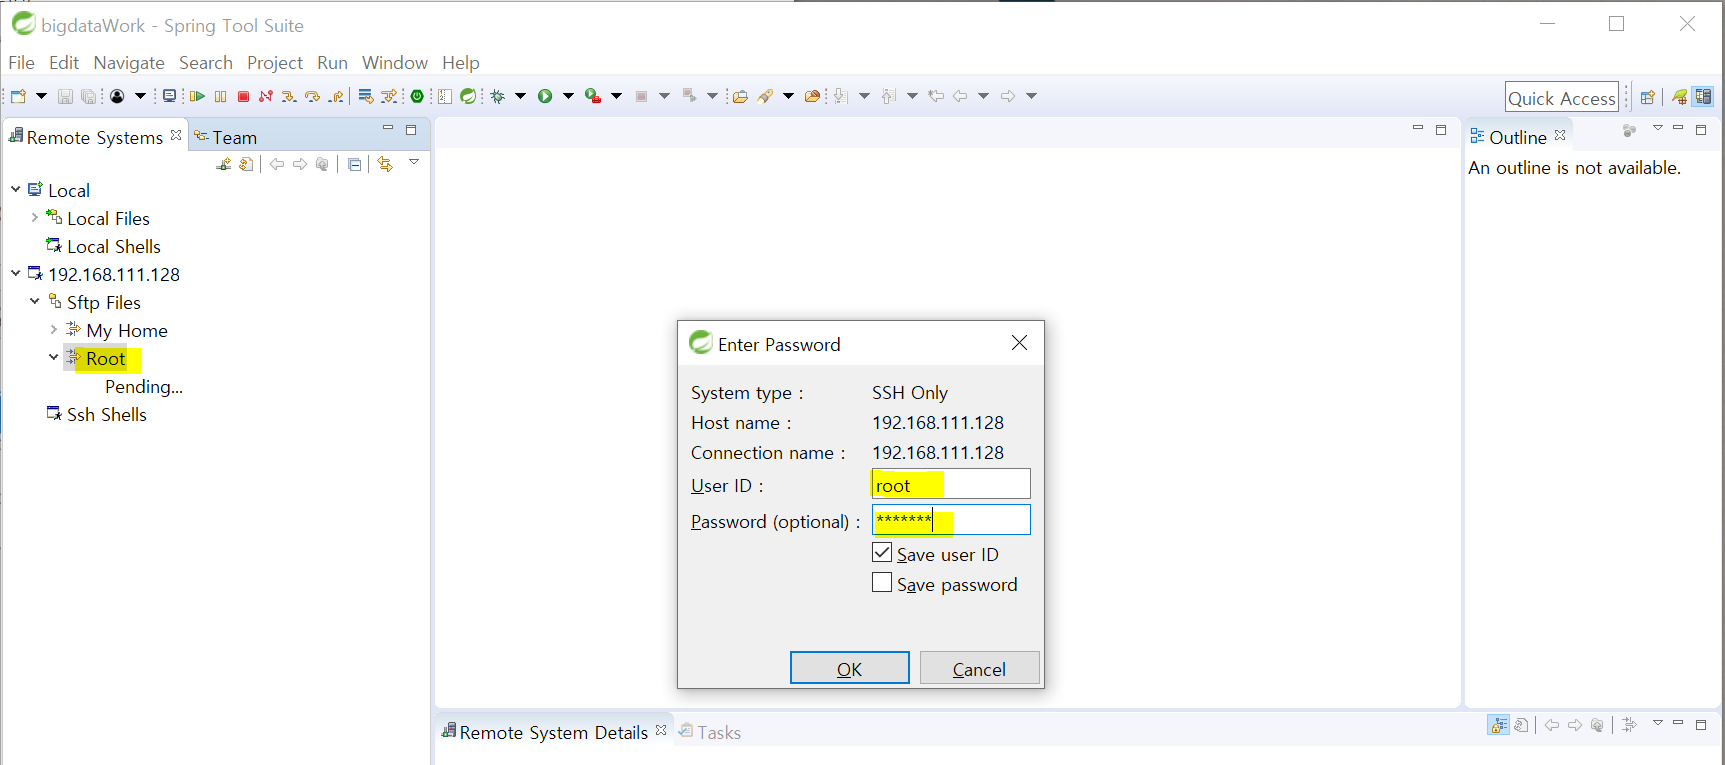 bigdataWork - Spring Tool Suite
File Edit Navigate Search Project Run Window Help
Quick Access
Remote Systems Team
Outline
An outline is not available.
Local
Local Files
Local Shells
192.168.111.128
Sftp Files
My Home
Root
Pending...
Ssh Shells
Enter Password
System type : SSH Only
Host name : 192.168.111.128
Connection name : 192.168.111.128
User ID : root
Password (optional) : *******
Save user ID
Save password
OK Cancel
Remote System Details Tasks